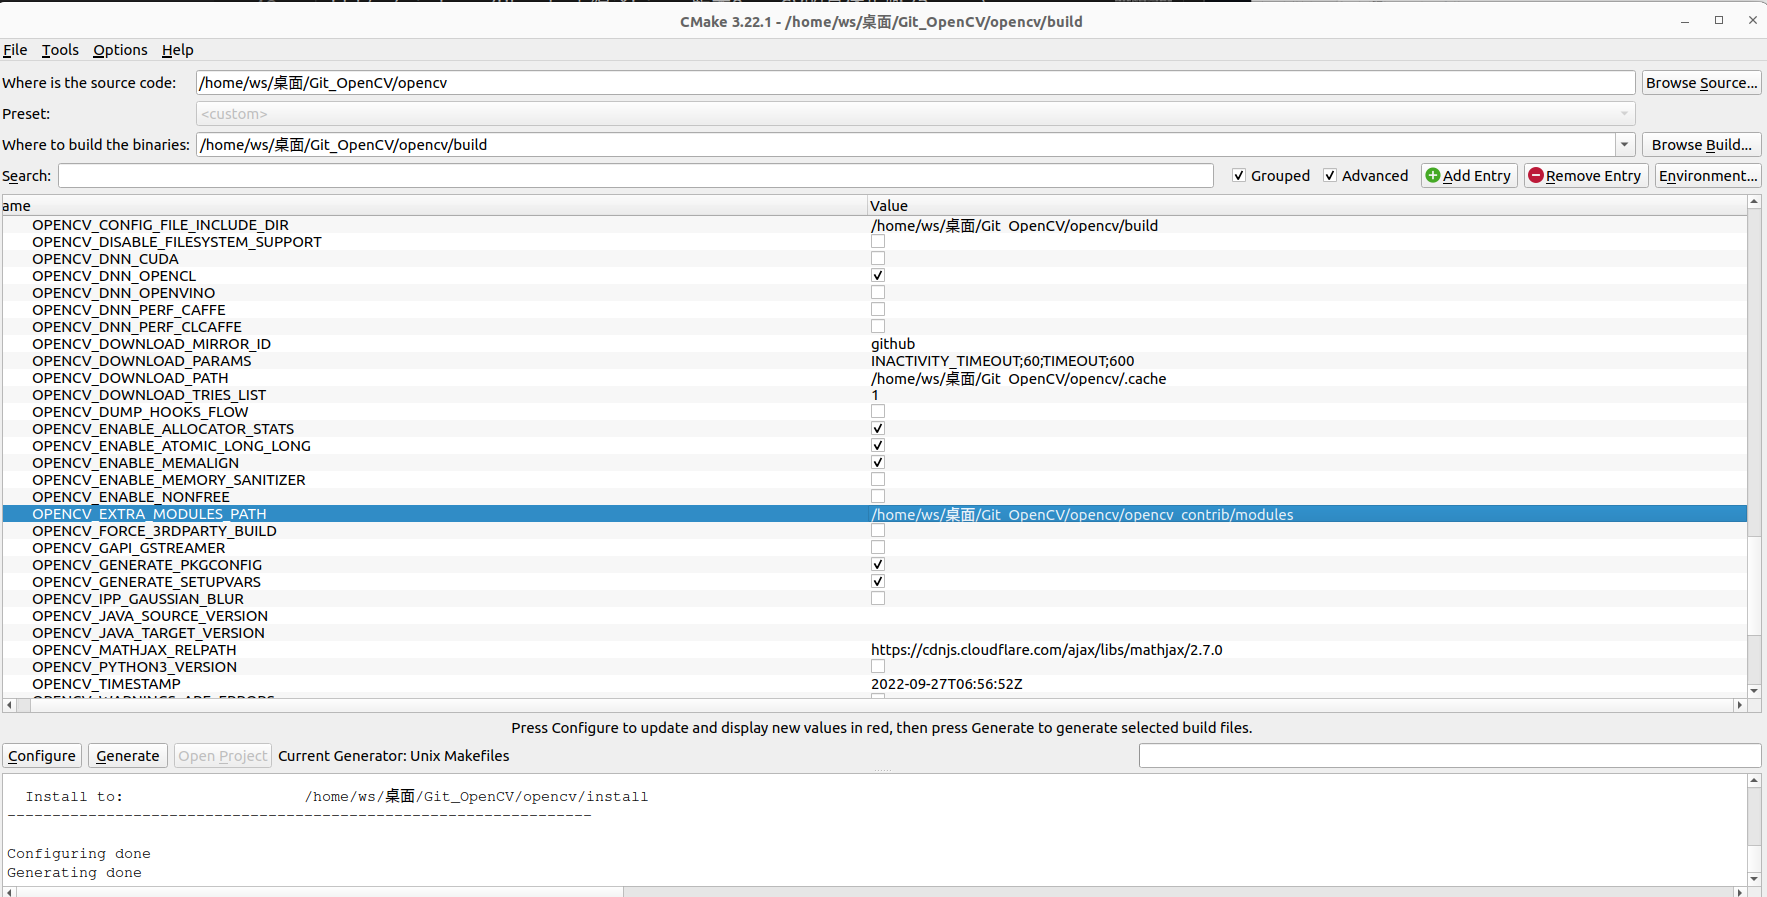 CMake 3.22.1 - /home/ws/桌面/Git_OpenCV/opencv/build
File Tools Options Help
Where is the source code: /home/ws/桌面/Git_OpenCV/opencv Browse Source...
Preset: <custom>
Where to build the binaries: /home/ws/桌面/Git_OpenCV/opencv/build Browse Build...
Search: Grouped Advanced Add Entry Remove Entry Environment...
ame Value
OPENCV_CONFIG_FILE_INCLUDE_DIR /home/ws/桌面/Git_OpenCV/opencv/build
OPENCV_DISABLE_FILESYSTEM_SUPPORT
OPENCV_DNN_CUDA
OPENCV_DNN_OPENCL
OPENCV_DNN_OPENVINO
OPENCV_DNN_PERF_CAFFE
OPENCV_DNN_PERF_CLCAFFE
OPENCV_DOWNLOAD_MIRROR_ID github
OPENCV_DOWNLOAD_PARAMS INACTIVITY_TIMEOUT;60;TIMEOUT;600
OPENCV_DOWNLOAD_PATH /home/ws/桌面/Git_OpenCV/opencv/.cache
OPENCV_DOWNLOAD_TRIES_LIST 1
OPENCV_DUMP_HOOKS_FLOW
OPENCV_ENABLE_ALLOCATOR_STATS
OPENCV_ENABLE_ATOMIC_LONG_LONG
OPENCV_ENABLE_MEMALIGN
OPENCV_ENABLE_MEMORY_SANITIZER
OPENCV_ENABLE_NONFREE
OPENCV_EXTRA_MODULES_PATH /home/ws/桌面/Git_OpenCV/opencv/opencv_contrib/modules
OPENCV_FORCE_3RDPARTY_BUILD
OPENCV_GAPI_GSTREAMER
OPENCV_GENERATE_PKGCONFIG
OPENCV_GENERATE_SETUPVARS
OPENCV_IPP_GAUSSIAN_BLUR
OPENCV_JAVA_SOURCE_VERSION
OPENCV_JAVA_TARGET_VERSION
OPENCV_MATHJAX_RELPATH https://cdnjs.cloudflare.com/ajax/libs/mathjax/2.7.0
OPENCV_PYTHON3_VERSION
OPENCV_TIMESTAMP 2022-09-27T06:56:52Z
Press Configure to update and display new values in red, then press Generate to generate selected build files.
Configure Generate Open Project Current Generator: Unix Makefiles
Install to: /home/ws/桌面/Git_OpenCV/opencv/install
-----------------------------------------------------------------
Configuring done
Generating done